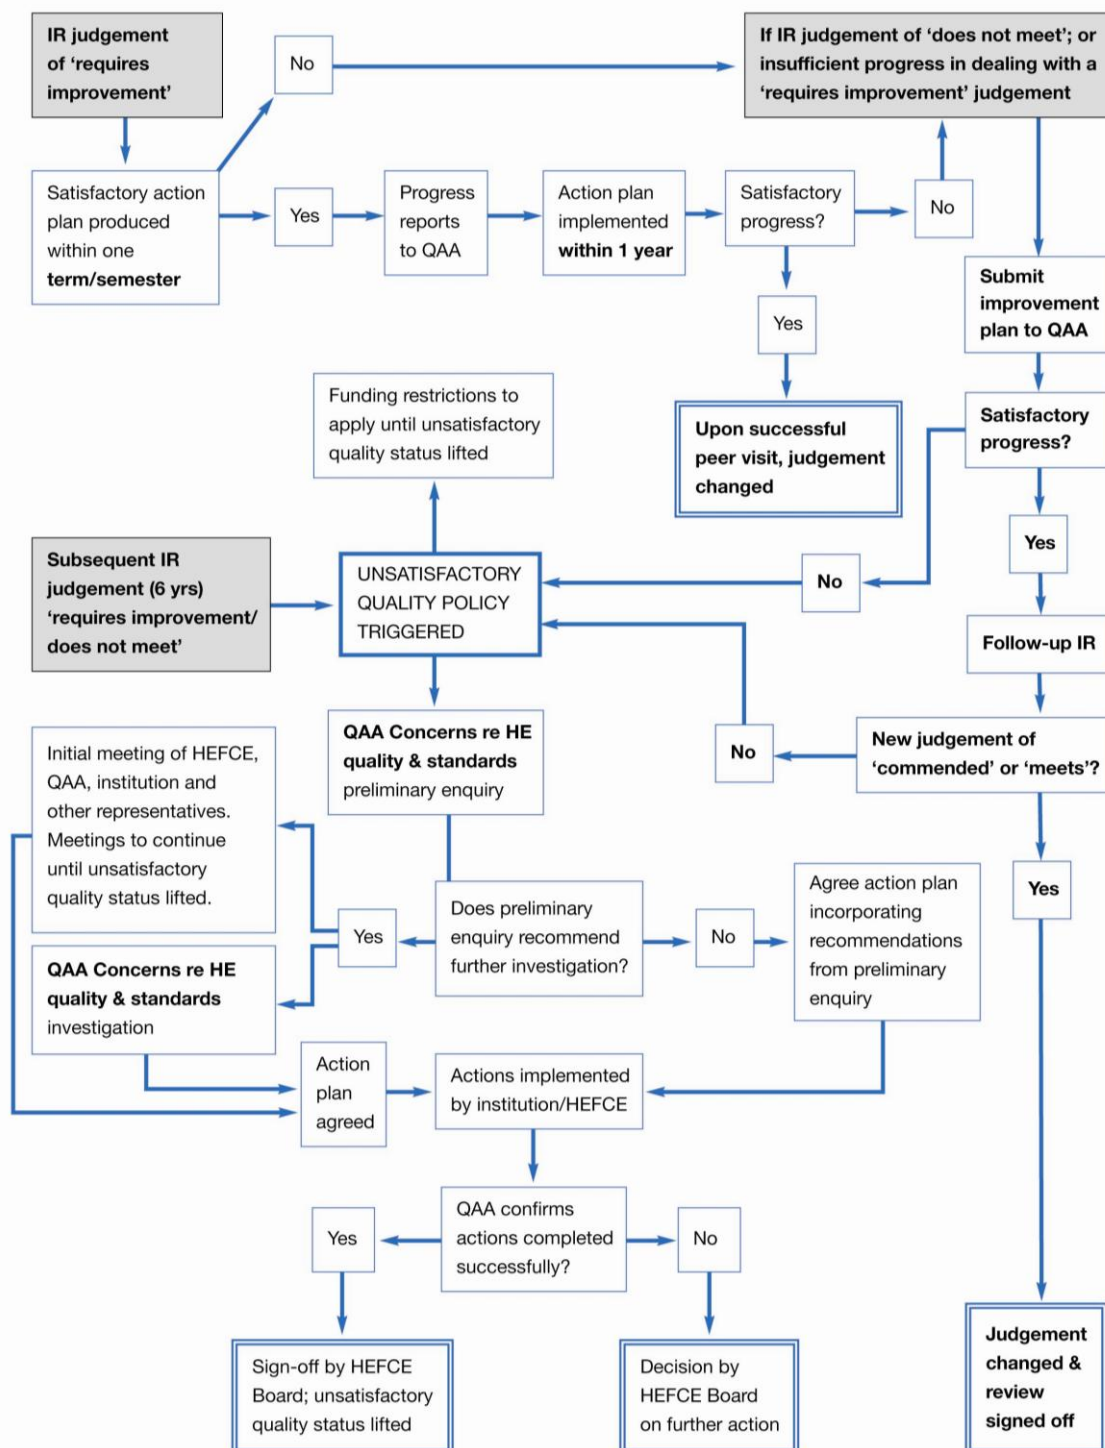 IR judgement
of ‘requires
improvement’
No
If IR judgement of ‘does not meet’; or
insufficient progress in dealing with a
‘requires improvement’ judgement
Satisfactory action
plan produced
within one
term/semester
Yes
Progress
reports
to QAA
Action plan
implemented
within 1 year
Satisfactory
progress?
No
Yes
Upon successful
peer visit, judgement
changed
Submit
improvement
plan to QAA
Satisfactory
progress?
Yes
No
Follow-up IR
New judgement of
‘commended’ or ‘meets’?
No
Yes
Judgement
changed &
review
signed off
Funding restrictions to
apply until unsatisfactory
quality status lifted
Subsequent IR
judgement (6 yrs)
‘requires improvement/
does not meet’
UNSATISFACTORY
QUALITY POLICY
TRIGGERED
QAA Concerns re HE
quality & standards
preliminary enquiry
Initial meeting of HEFCE,
QAA, institution and
other representatives.
Meetings to continue
until unsatisfactory
quality status lifted.
Does preliminary
enquiry recommend
further investigation?
Yes
No
Agree action plan
incorporating
recommendations
from preliminary
enquiry
QAA Concerns re HE
quality & standards
investigation
Action
plan
agreed
Actions implemented
by institution/HEFCE
QAA confirms
actions completed
successfully?
Yes
No
Sign-off by HEFCE
Board; unsatisfactory
quality status lifted
Decision by
HEFCE Board
on further action